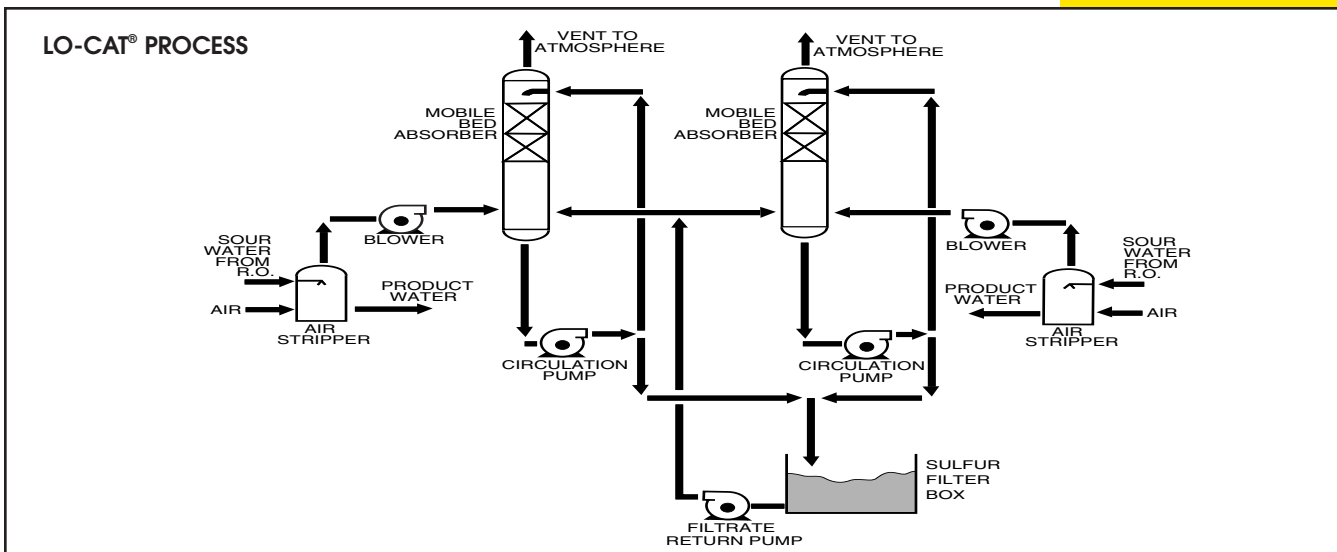 LO-CAT® PROCESS
VENT TO
ATMOSPHERE
VENT TO
ATMOSPHERE
MOBILE
BED
ABSORBER
MOBILE
BED
ABSORBER
BLOWER
BLOWER
SOUR
WATER
FROM
R.O.
SOUR
WATER
FROM
R.O.
PRODUCT
WATER
PRODUCT
WATER
AIR
AIR
AIR
STRIPPER
AIR
STRIPPER
CIRCULATION
PUMP
CIRCULATION
PUMP
SULFUR
FILTER
BOX
FILTRATE
RETURN PUMP